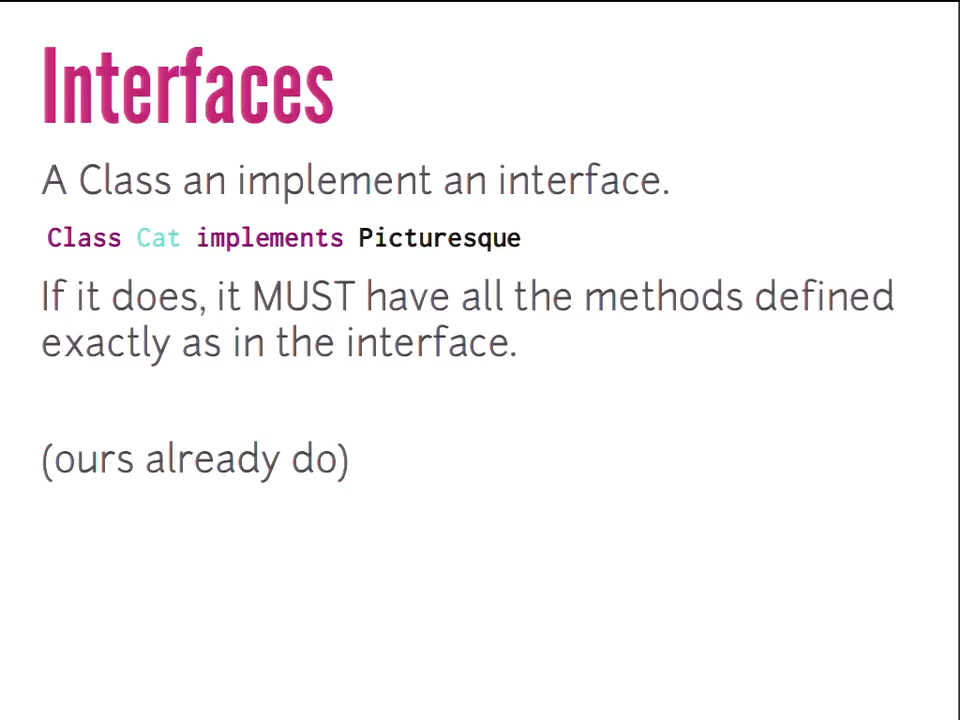 Interfaces
A Class an implement an interface.
Class Cat implements Picturesque
If it does, it MUST have all the methods defined
exactly as in the interface.
(ours already do)